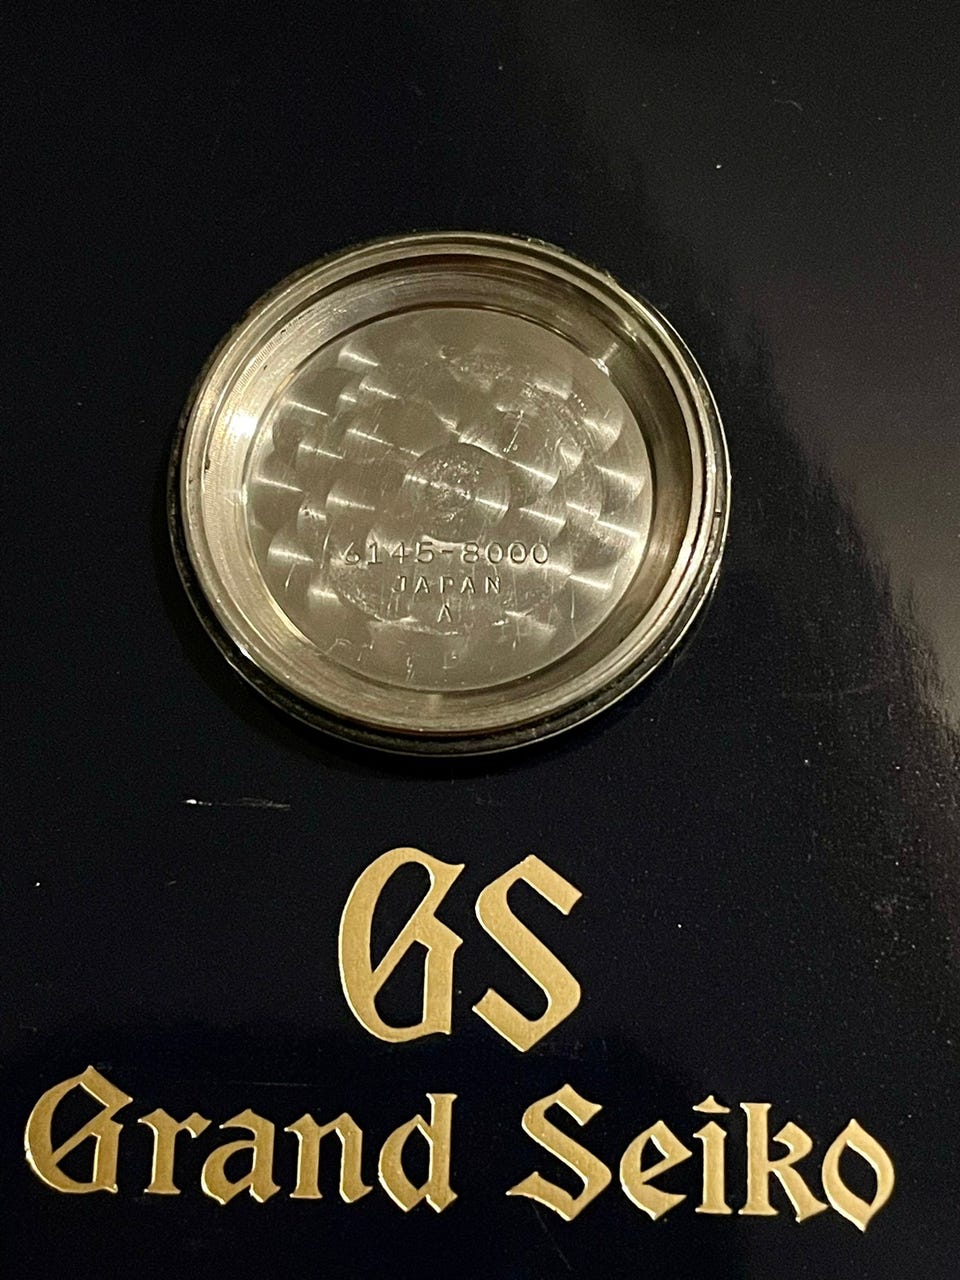 6145-8000
JAPAN
A
GS
Grand Seiko